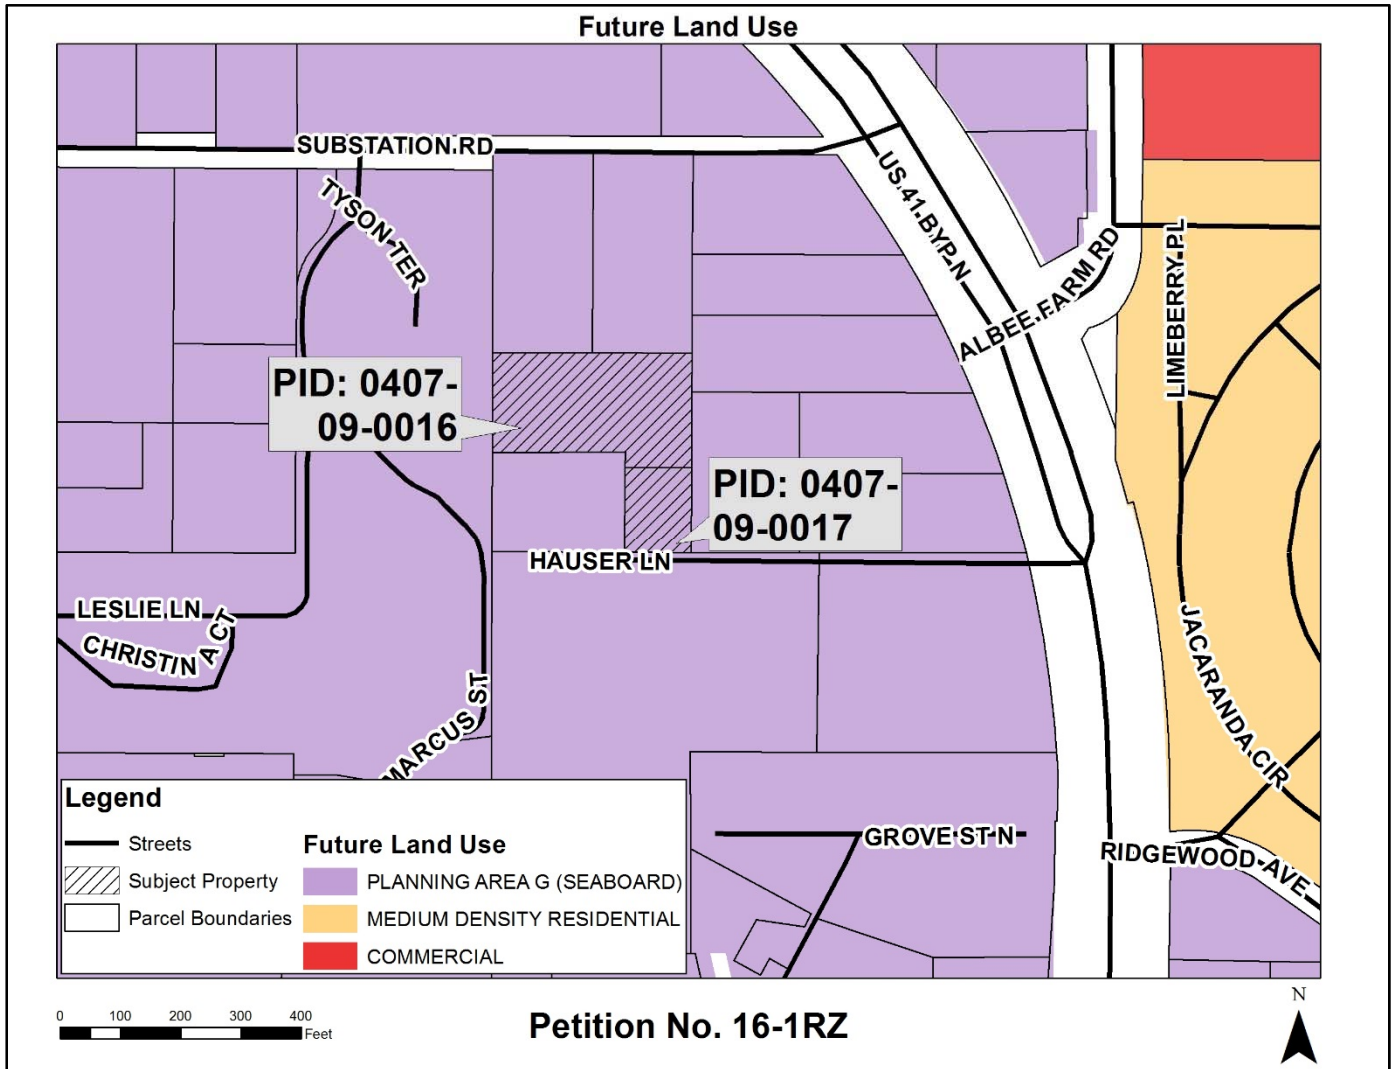 Future Land Use
SUBSTATION RD
TYSON TER
US 41 BYP N
ALBEE FARM RD
LIMEBERRY PL
PID: 0407-
09-0016
PID: 0407-
09-0017
HAUSER LN
LESLIE LN
CHRISTINA CT
MARCUS ST
JACARANDA CIR
GROVE ST N
RIDGEWOOD AVE
Legend
Streets
Subject Property
Parcel Boundaries
Future Land Use
PLANNING AREA G (SEABOARD)
MEDIUM DENSITY RESIDENTIAL
COMMERCIAL
0 100 200 300 400
Feet
Petition No. 16-1RZ
N